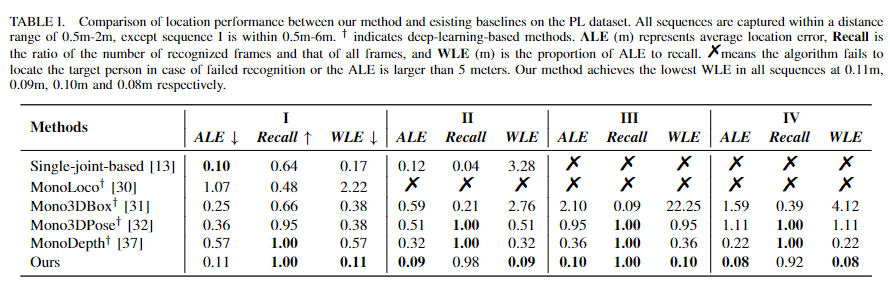 TABLE I. Comparison of location performance between our method and esisting baselines on the PL dataset. All sequences are captured within a distance
range of 0.5m-2m, except sequence I is within 0.5m-6m. † indicates deep-learning-based methods. ALE (m) represents average location error, Recall is
the ratio of the number of recognized frames and that of all frames, and WLE (m) is the proportion of ALE to recall. ✗means the algorithm fails to
locate the target person in case of failed recognition or the ALE is larger than 5 meters. Our method achieves the lowest WLE in all sequences at 0.11m,
0.09m, 0.10m and 0.08m respectively.
Methods I II III IV
ALE ↓ Recall ↑ WLE ↓ ALE Recall WLE ALE Recall WLE ALE Recall WLE
Single-joint-based [13] 0.10 0.64 0.17 0.12 0.04 3.28 ✗ ✗ ✗ ✗ ✗ ✗
MonoLoco† [30] 1.07 0.48 2.22 ✗ ✗ ✗ ✗ ✗ ✗ ✗ ✗ ✗
Mono3DBox† [31] 0.25 0.66 0.38 0.59 0.21 2.76 2.10 0.09 22.25 1.59 0.39 4.12
Mono3DPose† [32] 0.36 0.95 0.38 0.51 1.00 0.51 0.95 1.00 0.95 1.11 1.00 1.11
MonoDepth† [37] 0.57 1.00 0.57 0.32 1.00 0.32 0.36 1.00 0.36 0.22 1.00 0.22
Ours 0.11 1.00 0.11 0.09 0.98 0.09 0.10 1.00 0.10 0.08 0.92 0.08